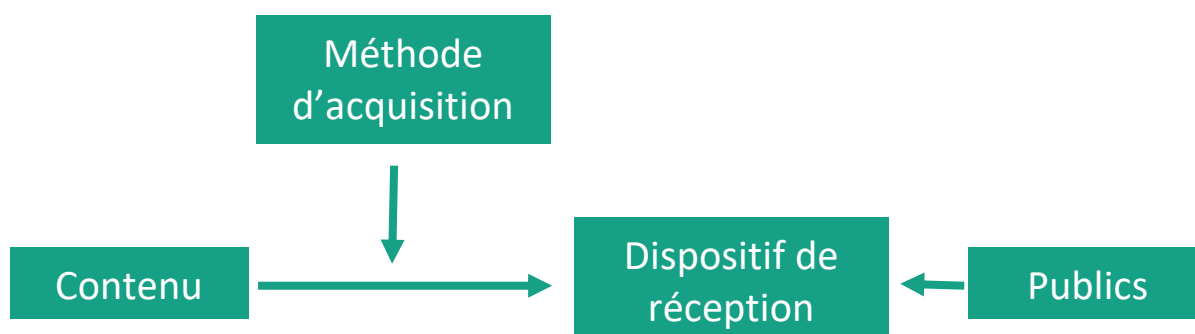 Méthode
d’acquisition
Contenu
Dispositif de
réception
Publics